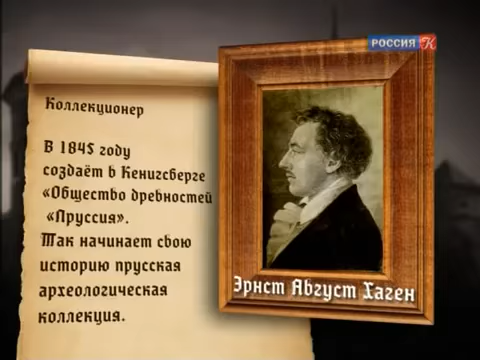 РОССИЯ К
Коллекционер
В 1845 году
создаёт в Кенигсберге
«Общество древностей
«Пруссия».
Так начинает свою
историю прусская
археологическая
коллекция.
Эрнст Август Хаген